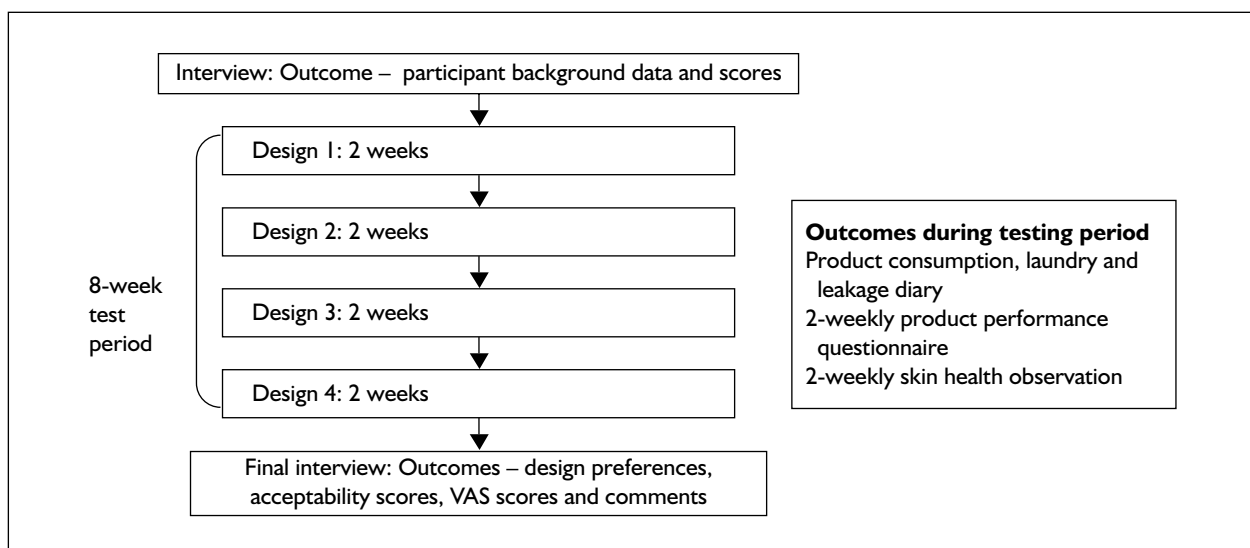 Interview: Outcome – participant background data and scores
Design 1: 2 weeks
Design 2: 2 weeks
Design 3: 2 weeks
Design 4: 2 weeks
8-week
test
period
Final interview: Outcomes – design preferences,
acceptability scores, VAS scores and comments
Outcomes during testing period
Product consumption, laundry and
leakage diary
2-weekly product performance
questionnaire
2-weekly skin health observation